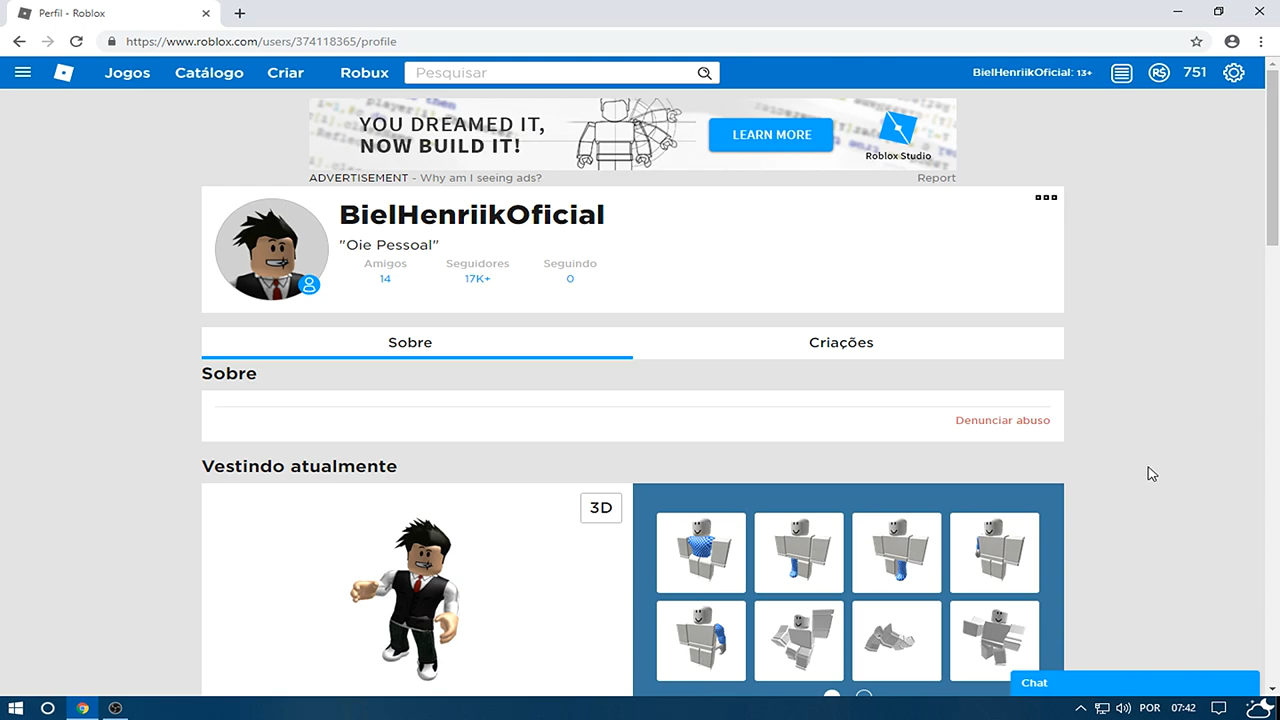 Perfil - Roblox
https://www.roblox.com/users/374118365/profile
Jogos Catálogo Criar Robux Pesquisar BielHenriikOficial: 13+ R$ 751
YOU DREAMED IT,
NOW BUILD IT!
LEARN MORE
Roblox Studio
ADVERTISEMENT - Why am I seeing ads? Report
BielHenriikOficial
"Oie Pessoal"
Amigos Seguidores Seguindo
14 17K+ 0
Sobre Criações
Sobre
Denunciar abuso
Vestindo atualmente
3D
Chat
POR 07:42